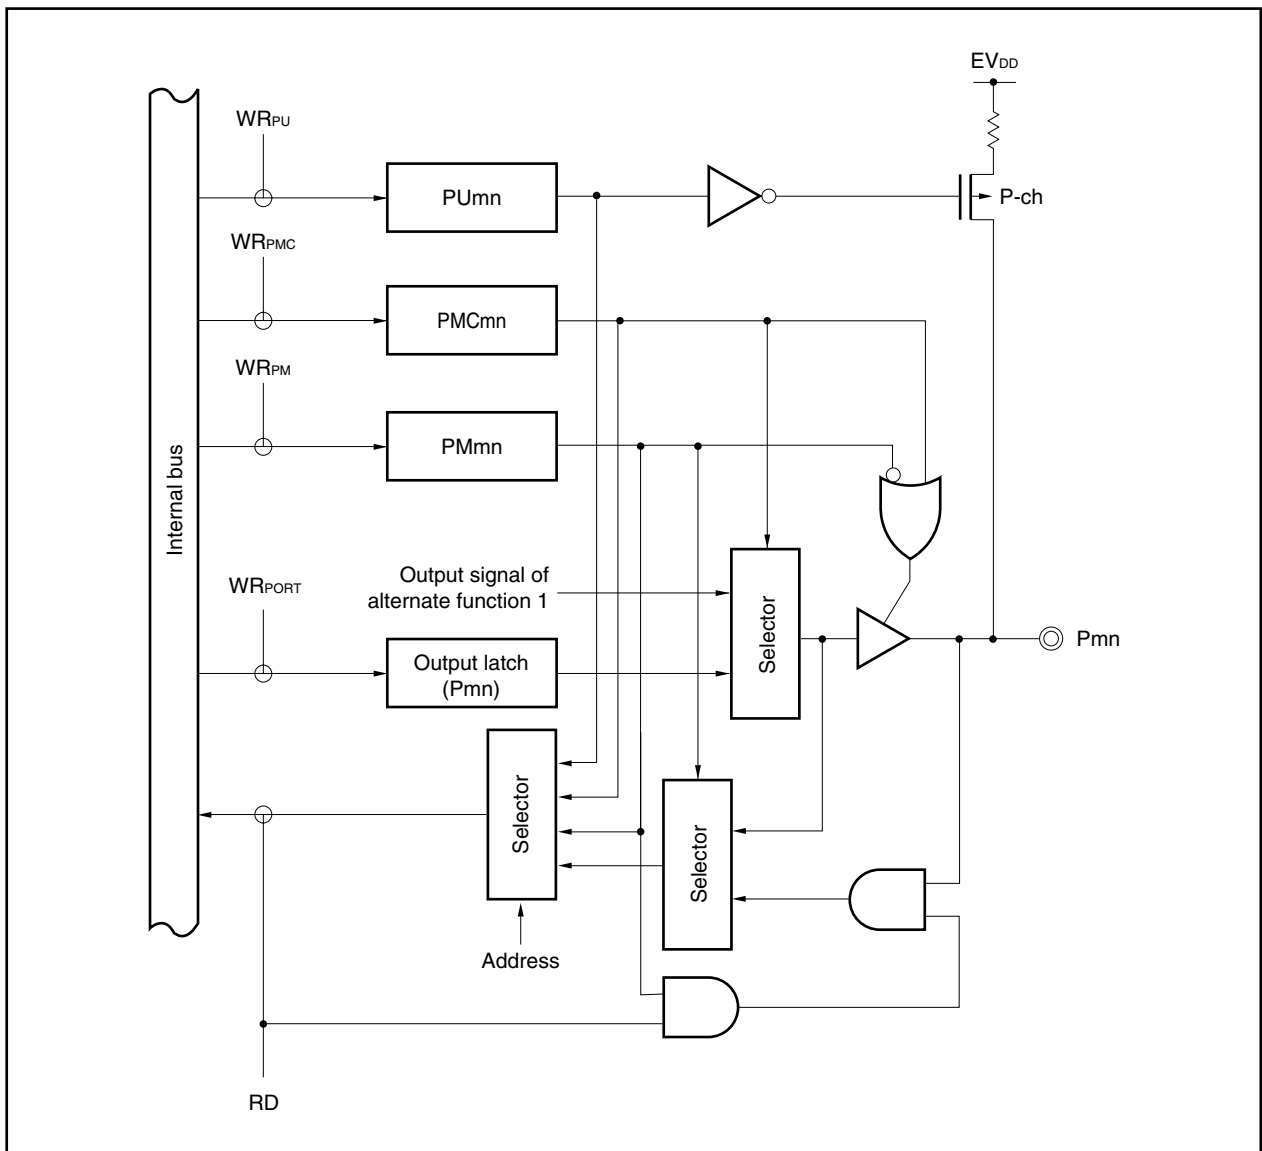 EVDD
WRPU
PUmn
P-ch
WRPMC
PMCmn
WRPM
PMmn
Internal bus
Output signal of
alternate function 1
WRPORT
Selector
Pmn
Output latch
(Pmn)
Selector
Selector
Address
RD